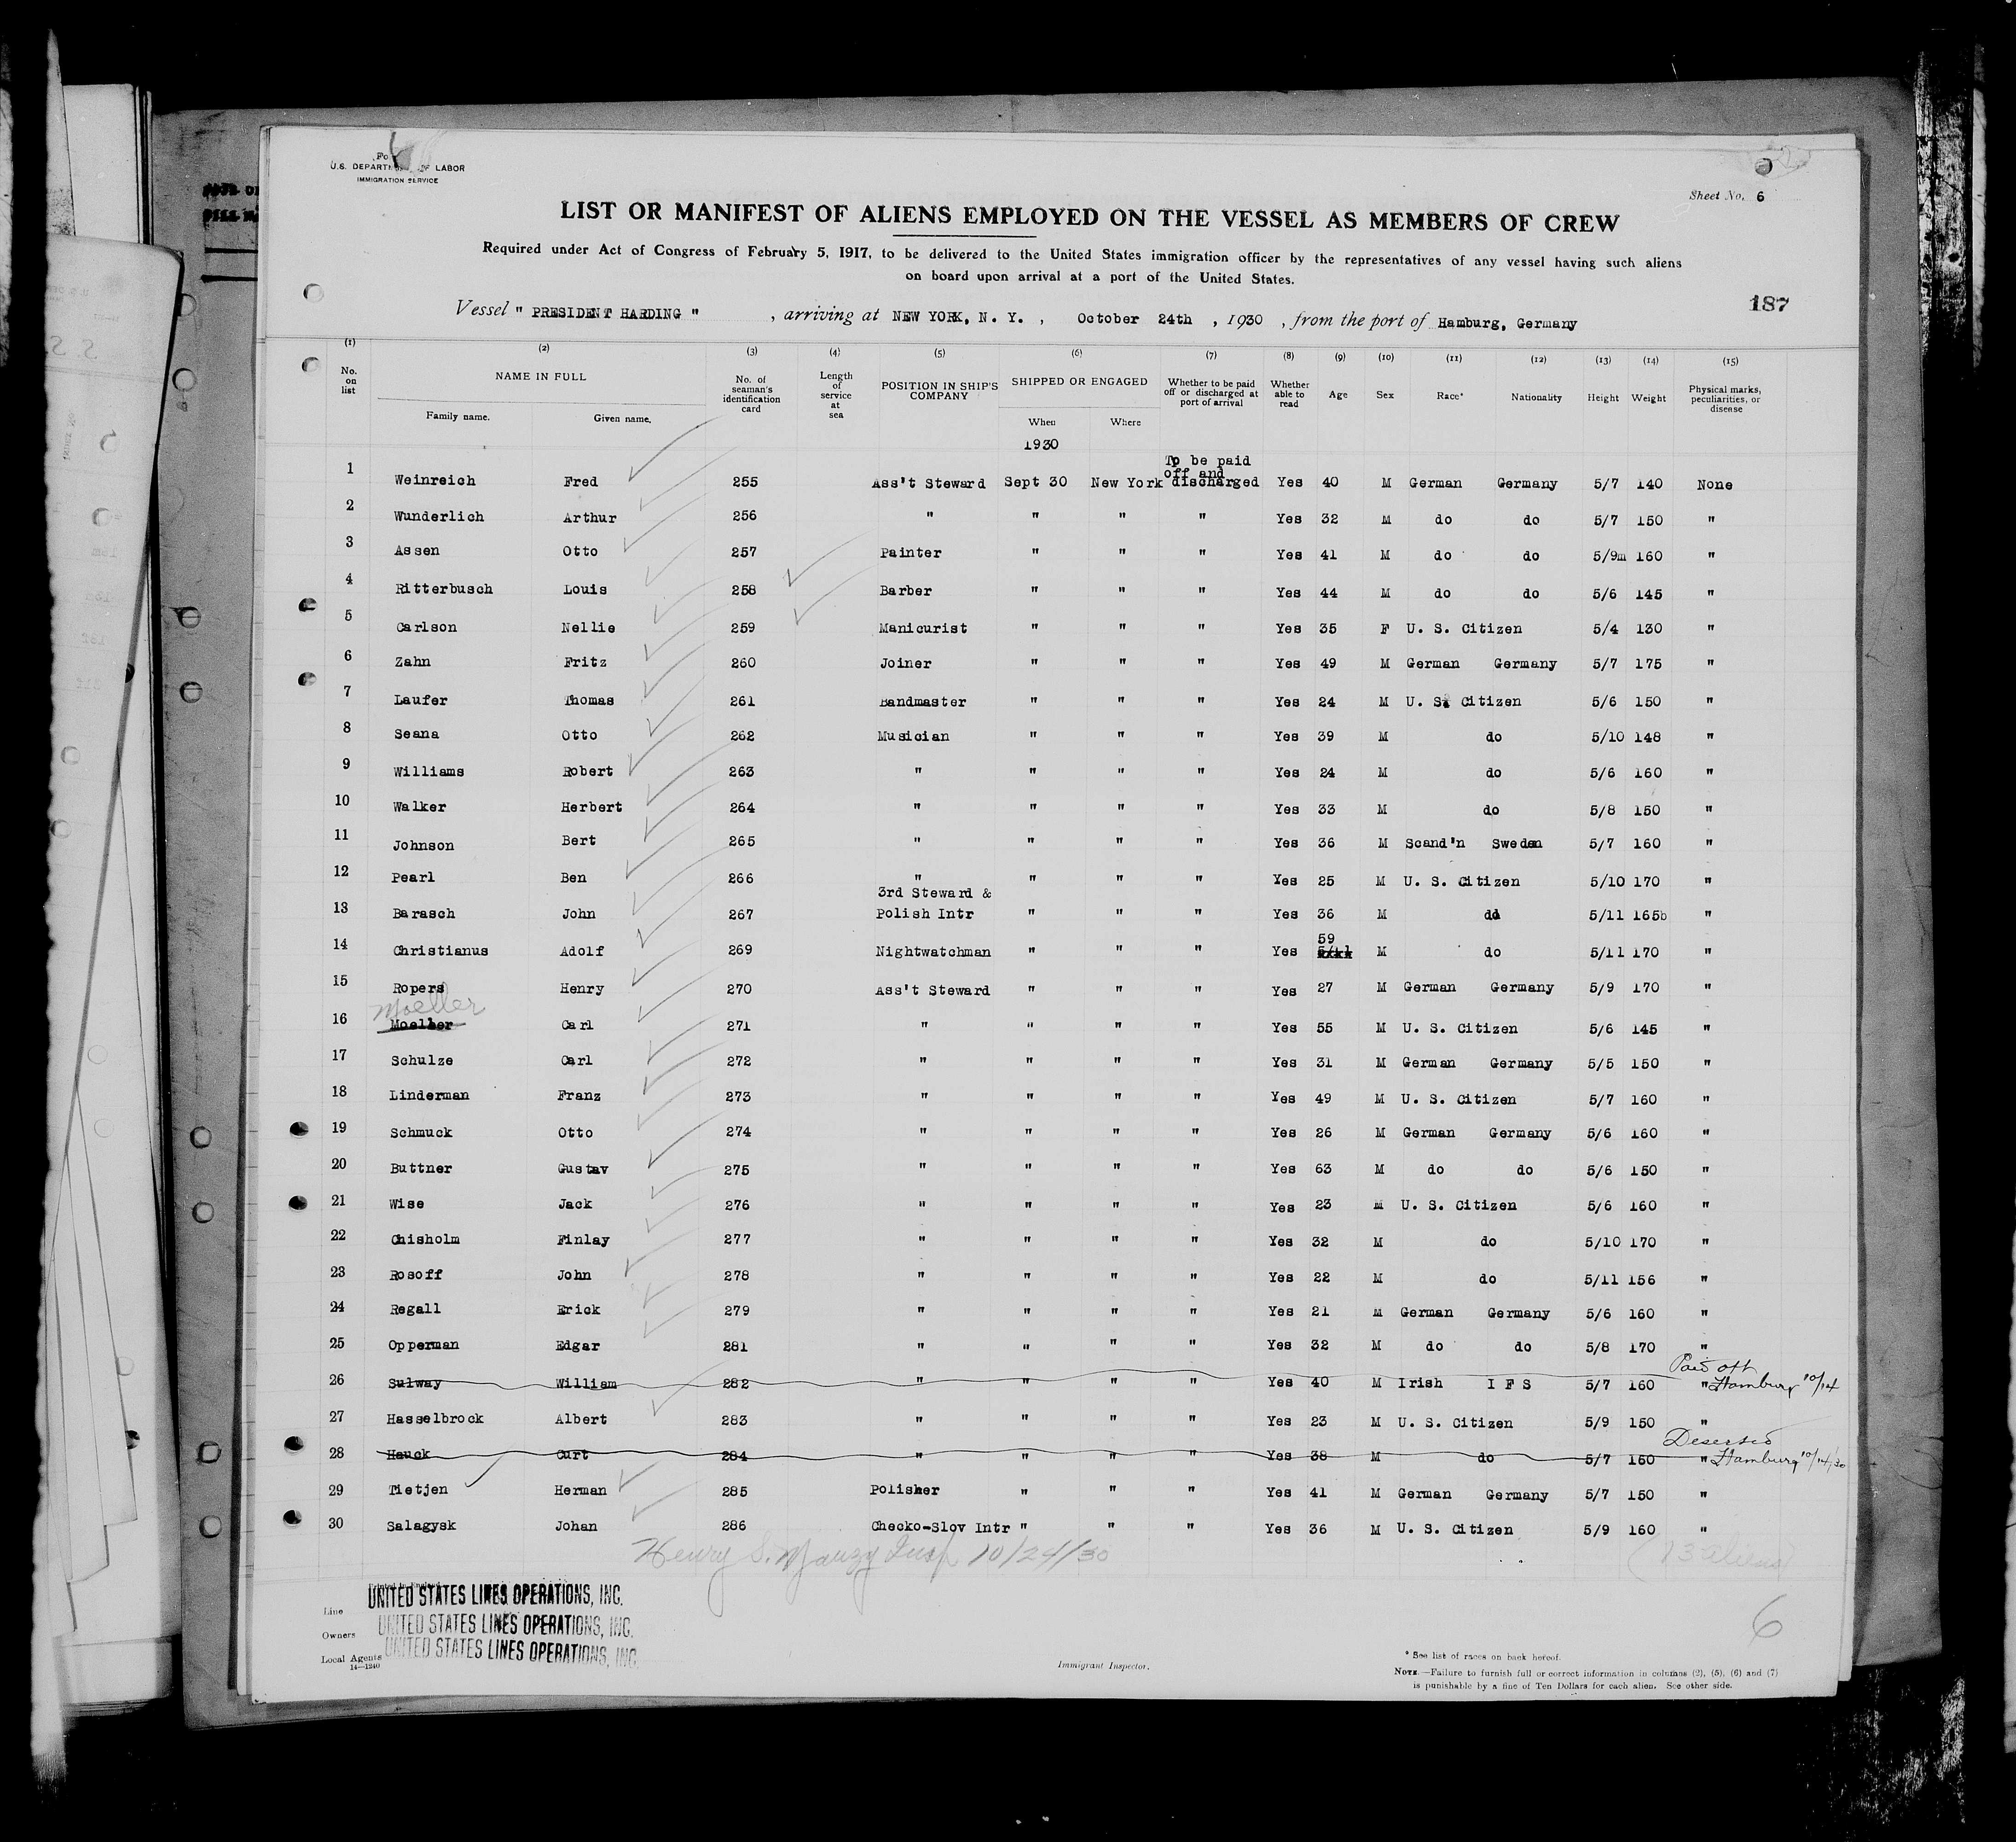 U.S. DEPARTMENT OF LABOR
IMMIGRATION SERVICE
Sheet No. 6
LIST OR MANIFEST OF ALIENS EMPLOYED ON THE VESSEL AS MEMBERS OF CREW
Required under Act of Congress of February 5, 1917, to be delivered to the United States immigration officer by the representatives of any vessel having such aliens
on board upon arrival at a port of the United States.
187
Vessel " PRESIDENT HARDING " , arriving at NEW YORK, N. Y. , October 24th , 1930 , from the port of Hamburg, Germany
(1) (2) (3) (4) (5) (6) (7) (8) (9) (10) (11) (12) (13) (14) (15)
No. on list NAME IN FULL Family name. Given name. No. of seaman's identification card Length of service at sea POSITION IN SHIP'S COMPANY SHIPPED OR ENGAGED When Where Whether to be paid off or discharged at port of arrival Whether able to read Age Sex Race* Nationality Height Weight Physical marks, peculiarities, or disease
1930
To be paid
off and
1 Weinreich Fred 255 Ass't Steward Sept 30 New York discharged Yes 40 M German Germany 5/7 140 None
2 Wunderlich Arthur 256 " " " " Yes 32 M do do 5/7 150 "
3 Assen Otto 257 Painter " " " Yes 41 M do do 5/9m 160 "
4 Ritterbusch Louis 258 Barber " " " Yes 44 M do do 5/6 145 "
5 Carlson Nellie 259 Manicurist " " " Yes 35 F U. S. Citizen 5/4 130 "
6 Zahn Fritz 260 Joiner " " " Yes 49 M German Germany 5/7 175 "
7 Laufer Thomas 261 Bandmaster " " " Yes 24 M U. S. Citizen 5/6 150 "
8 Seana Otto 262 Musician " " " Yes 39 M do 5/10 148 "
9 Williams Robert 263 " " " " Yes 24 M do 5/6 160 "
10 Walker Herbert 264 " " " " Yes 33 M do 5/8 150 "
11 Johnson Bert 265 " " " " Yes 36 M Scand'n Sweden 5/7 160 "
12 Pearl Ben 266 " " " " Yes 25 M U. S. Citizen 5/10 170 "
3rd Steward &
13 Barasch John 267 Polish Intr " " " Yes 36 M dd 5/11 165b "
59
14 Christianus Adolf 269 Nightwatchman " " " Yes 5/11 M do 5/11 170 "
15 Ropers Henry 270 Ass't Steward " " " Yes 27 M German Germany 5/9 170 "
Moeller
16 Moelher Carl 271 " " " " Yes 55 M U. S. Citizen 5/6 145 "
17 Schulze Carl 272 " " " " Yes 31 M German Germany 5/5 150 "
18 Linderman Franz 273 " " " " Yes 49 M U. S. Citizen 5/7 160 "
19 Schmuck Otto 274 " " " " Yes 26 M German Germany 5/6 160 "
20 Buttner Gustav 275 " " " " Yes 63 M do do 5/6 150 "
21 Wise Jack 276 " " " " Yes 23 M U. S. Citizen 5/6 160 "
22 Chisholm Finlay 277 " " " " Yes 32 M do 5/10 170 "
23 Rosoff John 278 " " " " Yes 22 M do 5/11 156 "
24 Regall Erick 279 " " " " Yes 21 M German Germany 5/6 160 "
25 Opperman Edgar 281 " " " " Yes 32 M do do 5/8 170 "
Paid off
26 Sulway William 282 " " " " Yes 40 M Irish I F S 5/7 160 " Hamburg 10/14
27 Hasselbrock Albert 283 " " " " Yes 23 M U. S. Citizen 5/9 150 "
Deserted
28 Hauck Curt 284 " " " " Yes 38 M do 5/7 160 " Hamburg 10/14/30
29 Tietjen Herman 285 Polisher " " " Yes 41 M German Germany 5/7 150 "
30 Salagysk Johan 286 Checko-Slov Intr " " " Yes 36 M U. S. Citizen 5/9 160 "
Henry S. Insp 10/24/30
(13 aliens)
6
Line UNITED STATES LINES OPERATIONS, INC.
Owners UNITED STATES LINES OPERATIONS, INC.
Local Agents UNITED STATES LINES OPERATIONS, INC.
14—1240
Immigrant Inspector.
* See list of races on back hereof.
NOTE.—Failure to furnish full or correct information in columns (2), (5), (6) and (7)
is punishable by a fine of Ten Dollars for each alien. See other side.